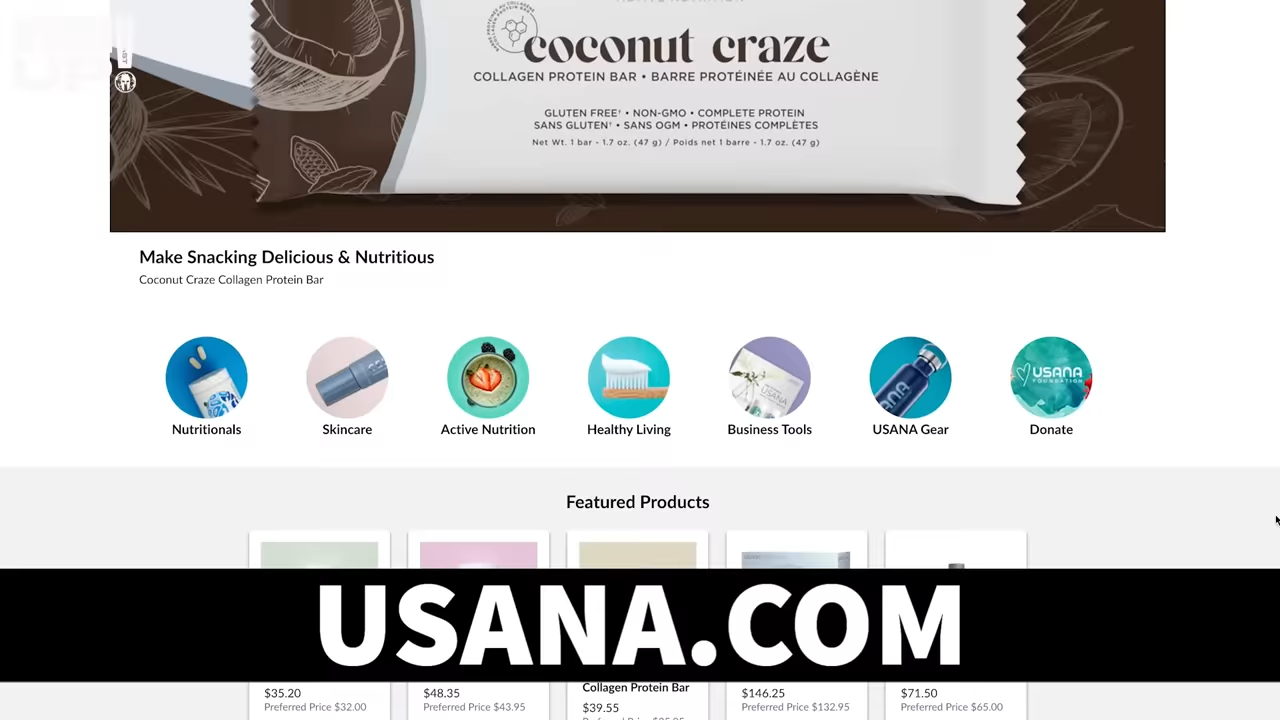 coconut craze
COLLAGEN PROTEIN BAR • BARRE PROTÉINÉE AU COLLAGÈNE
GLUTEN FREE† • NON-GMO • COMPLETE PROTEIN
SANS GLUTEN† • SANS OGM • PROTÉINES COMPLÈTES
Net Wt. 1 bar - 1.7 oz. (47 g) / Poids net 1 barre - 1.7 oz. (47 g)
Make Snacking Delicious & Nutritious
Coconut Craze Collagen Protein Bar
USANA
FOUNDATION
Nutritionals
Skincare
Active Nutrition
Healthy Living
Business Tools
USANA Gear
Donate
Featured Products
USANA.COM
Collagen Protein Bar
$35.20
$48.35
$39.55
$146.25
$71.50
Preferred Price $32.00
Preferred Price $43.95
Preferred Price $132.95
Preferred Price $65.00